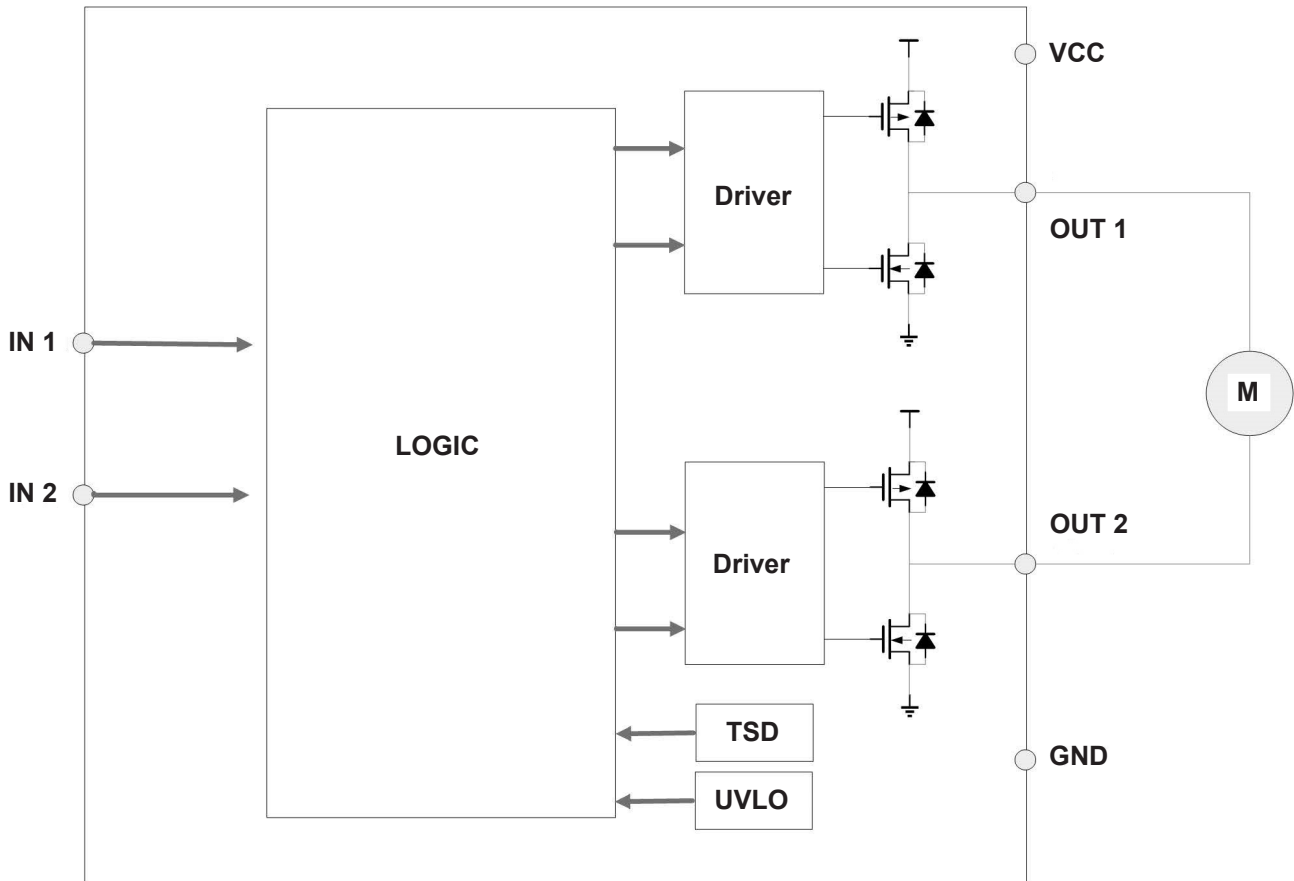 VCC
Driver
OUT 1
IN 1
M
LOGIC
IN 2
OUT 2
Driver
TSD
GND
UVLO